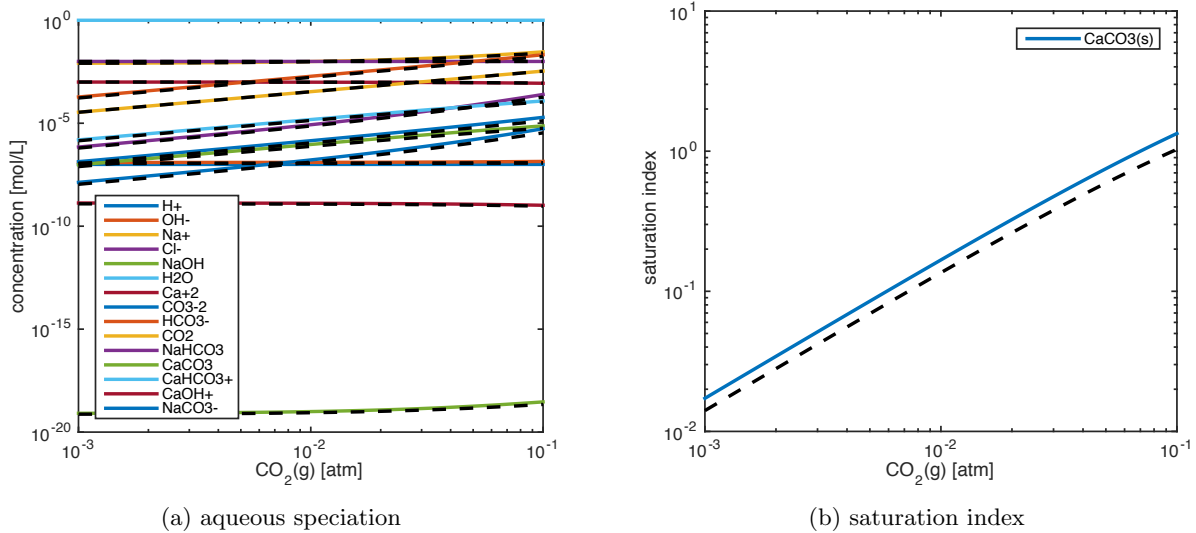 10^0
10^-5
10^-10
10^-15
10^-20
concentration [mol/L]
H+
OH-
Na+
Cl-
NaOH
H2O
Ca+2
CO3-2
HCO3-
CO2
NaHCO3
CaCO3
CaHCO3+
CaOH+
NaCO3-
10^-3
10^-2
10^-1
CO_2(g) [atm]
(a) aqueous speciation
10^1
10^0
10^-1
10^-2
saturation index
CaCO3(s)
10^-3
10^-2
10^-1
CO_2(g) [atm]
(b) saturation index